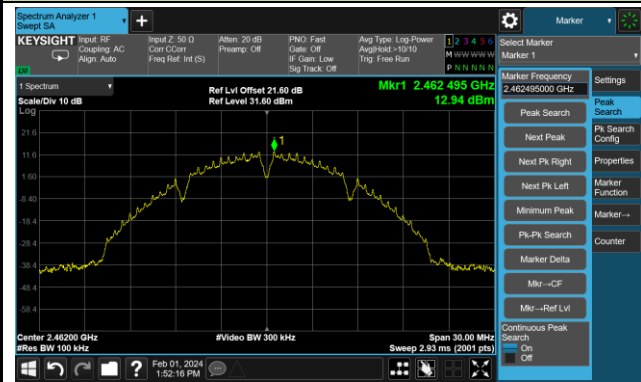 Spectrum Analyzer 1
Swept SA
+
Marker
KEYSIGHT
Input: RF
Coupling: AC
Align: Auto
Input Z: 50 Ω
Corr CCorr
Freq Ref: Int (S)
Atten: 20 dB
Preamp: Off
PNO: Fast
Gate: Off
IF Gain: Low
Sig Track: Off
Avg Type: Log-Power
Avg|Hold:>10/10
Trig: Free Run
1 2 3 4 5 6
M W W W W W
P N N N N N
Select Marker
Marker 1
LXI
1 Spectrum
Scale/Div 10 dB
Log
Ref Lvl Offset 21.60 dB
Ref Level 31.60 dBm
Mkr1 2.462 495 GHz
12.94 dBm
21.6
11.6
1.60
-8.40
-18.4
-28.4
-38.4
-48.4
-58.4
1
Center 2.46200 GHz
#Res BW 100 kHz
#Video BW 300 kHz
Span 30.00 MHz
Sweep 2.93 ms (2001 pts)
Marker Frequency
2.462495000 GHz
Peak Search
Next Peak
Next Pk Right
Next Pk Left
Minimum Peak
Pk-Pk Search
Marker Delta
Mkr→CF
Mkr→Ref Lvl
Continuous Peak
Search
On
Off
Settings
Peak
Search
Pk Search
Config
Properties
Marker
Function
Marker→
Counter
?
Feb 01, 2024
1:52:16 PM